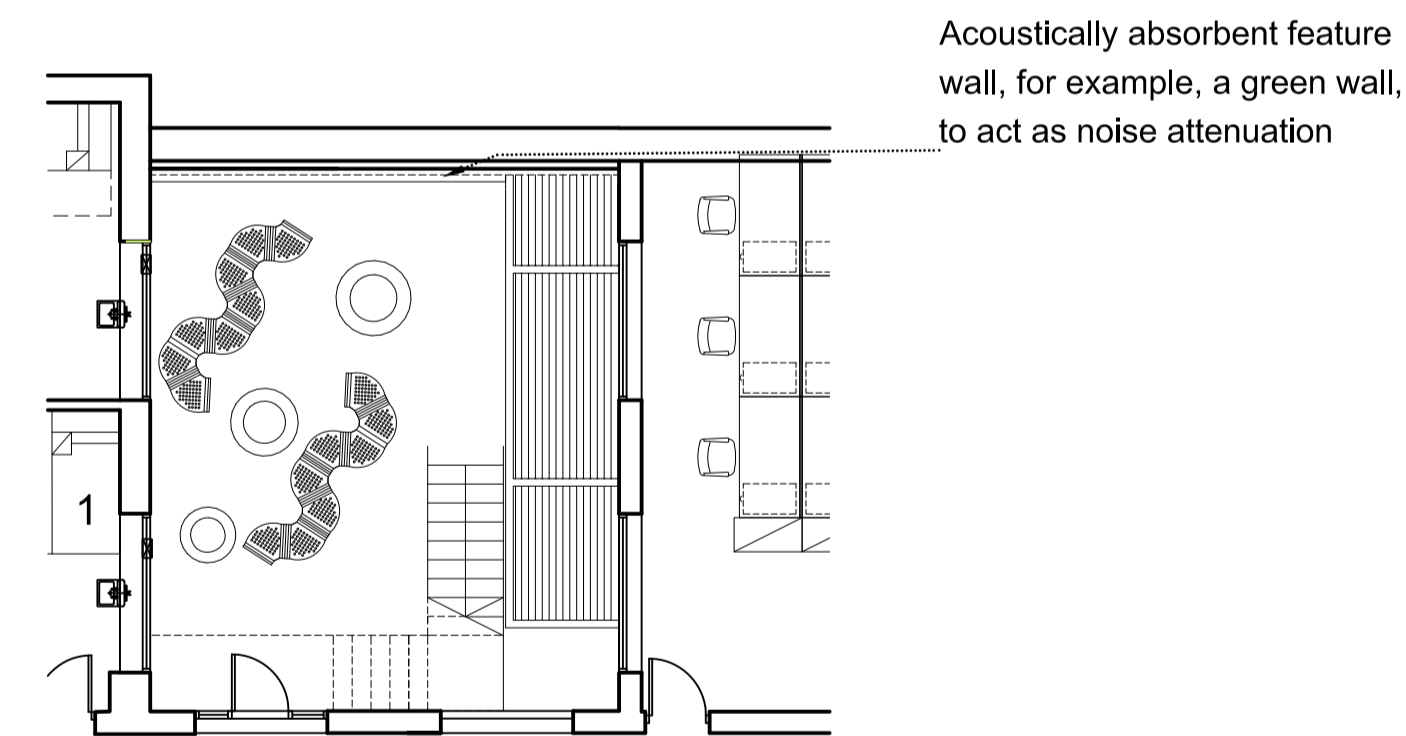 Acoustically absorbent feature
wall, for example, a green wall,
to act as noise attenuation
1